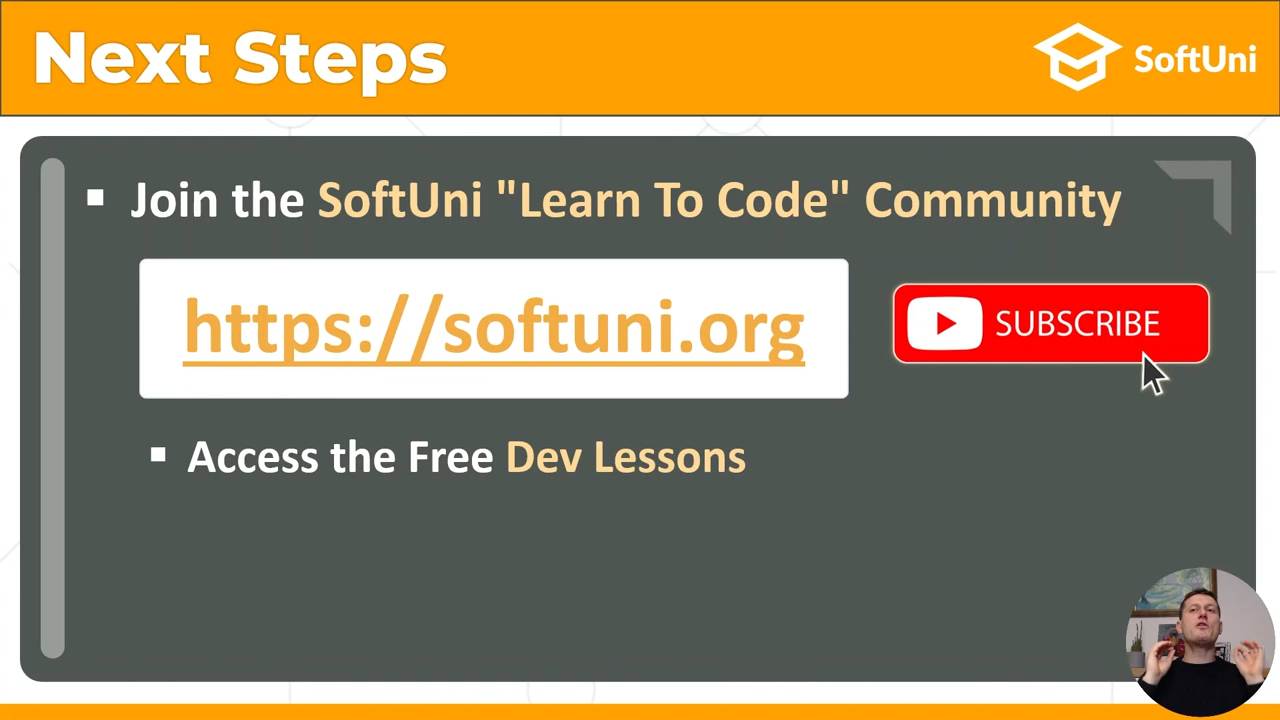 Next Steps
SoftUni
Join the SoftUni "Learn To Code" Community
https://softuni.org
SUBSCRIBE
Access the Free Dev Lessons